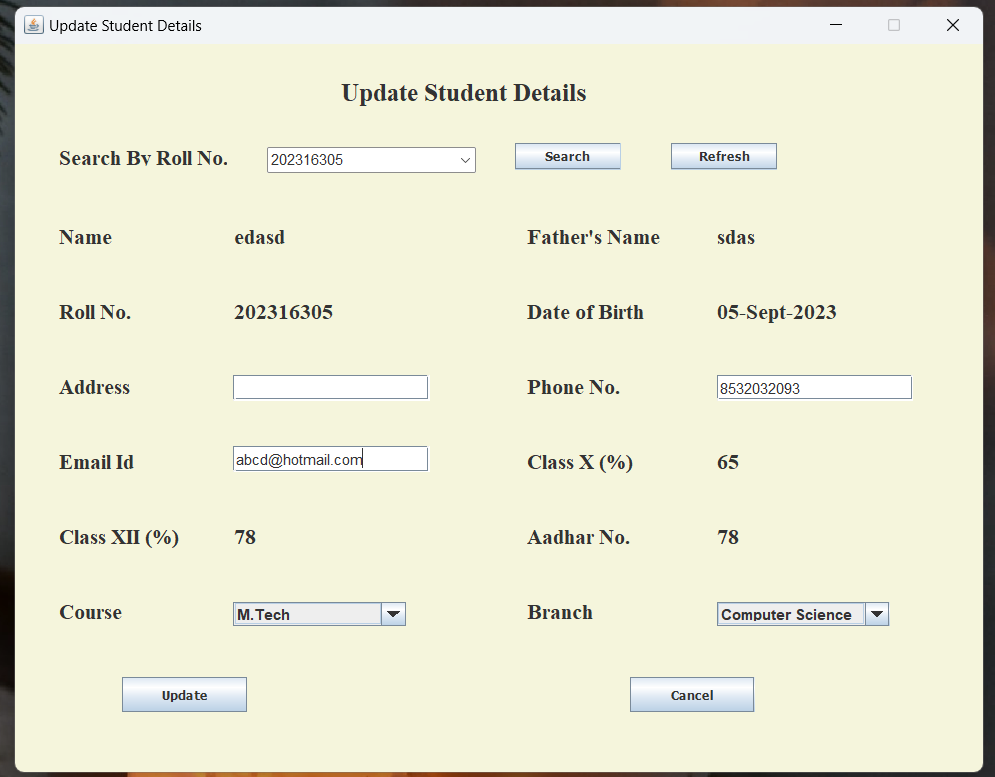 Update Student Details
Update Student Details
Search By Roll No. 202316305 Search Refresh
Name edasd Father's Name sdas
Roll No. 202316305 Date of Birth 05-Sept-2023
Address Phone No. 8532032093
Email Id abcd@hotmail.com Class X (%) 65
Class XII (%) 78 Aadhar No. 78
Course M.Tech Branch Computer Science
Update Cancel